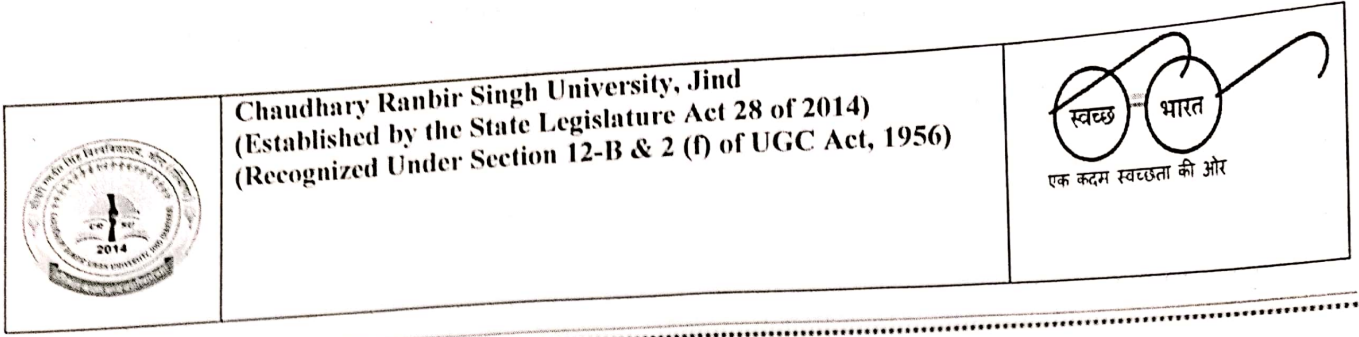 2014
Chaudhary Ranbir Singh University, Jind
(Established by the State Legislature Act 28 of 2014)
(Recognized Under Section 12-B & 2 (f) of UGC Act, 1956)
स्वच्छ भारत
एक कदम स्वच्छता की ओर